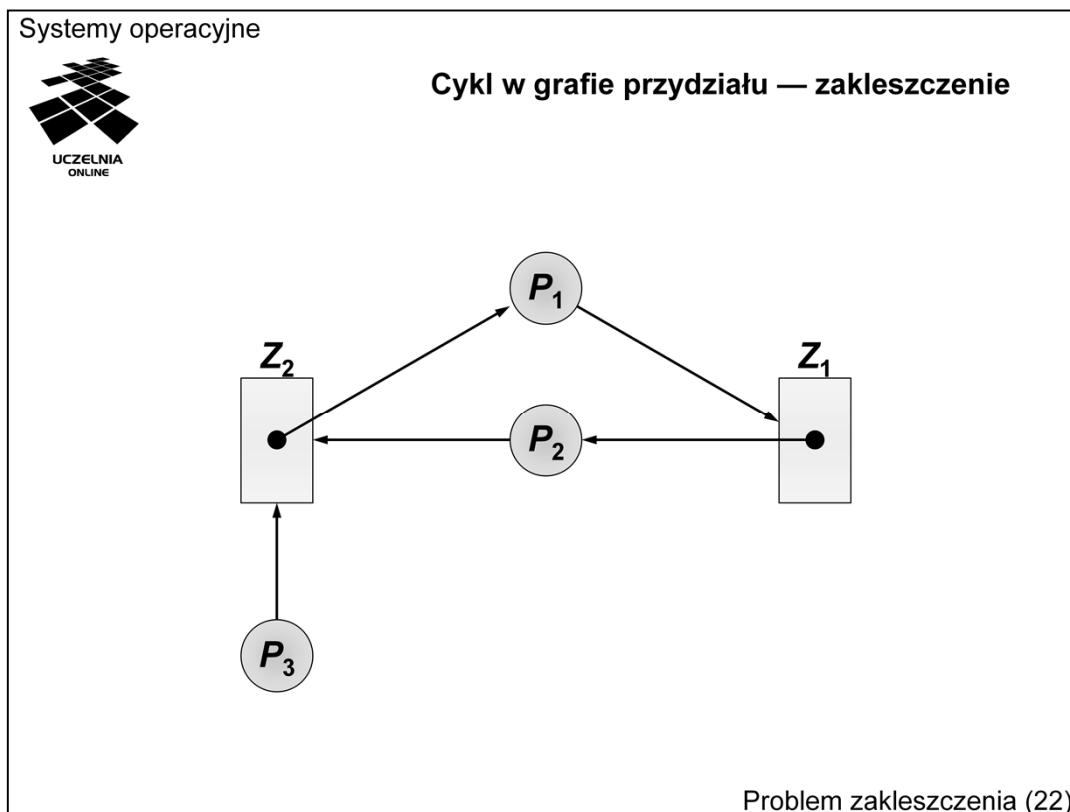 Systemy operacyjne
UCZELNIA
ONLINE
Cykl w grafie przydziału — zakleszczenie
P1
Z2
Z1
P2
P3
Problem zakleszczenia (22)